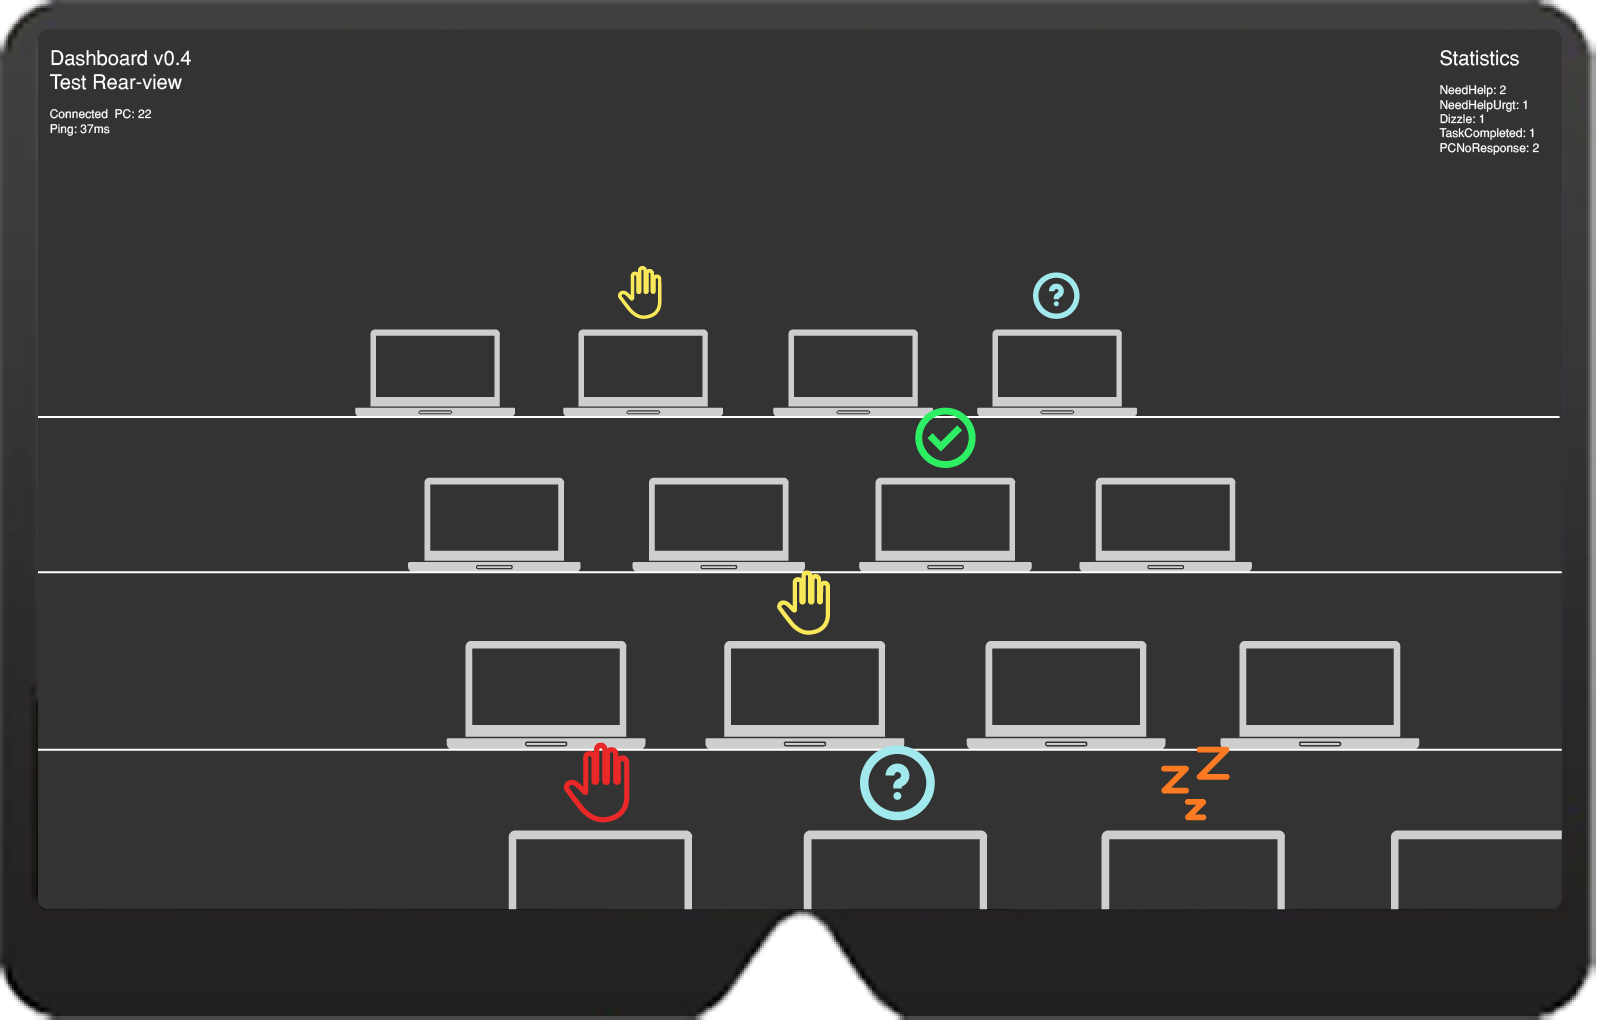 Dashboard v0.4
Test Rear-view
Connected PC: 22
Ping: 37ms
Statistics
NeedHelp: 2
NeedHelpUrgt: 1
Dizzle: 1
TaskCompleted: 1
PCNoResponse: 2
?
?
z Z
z